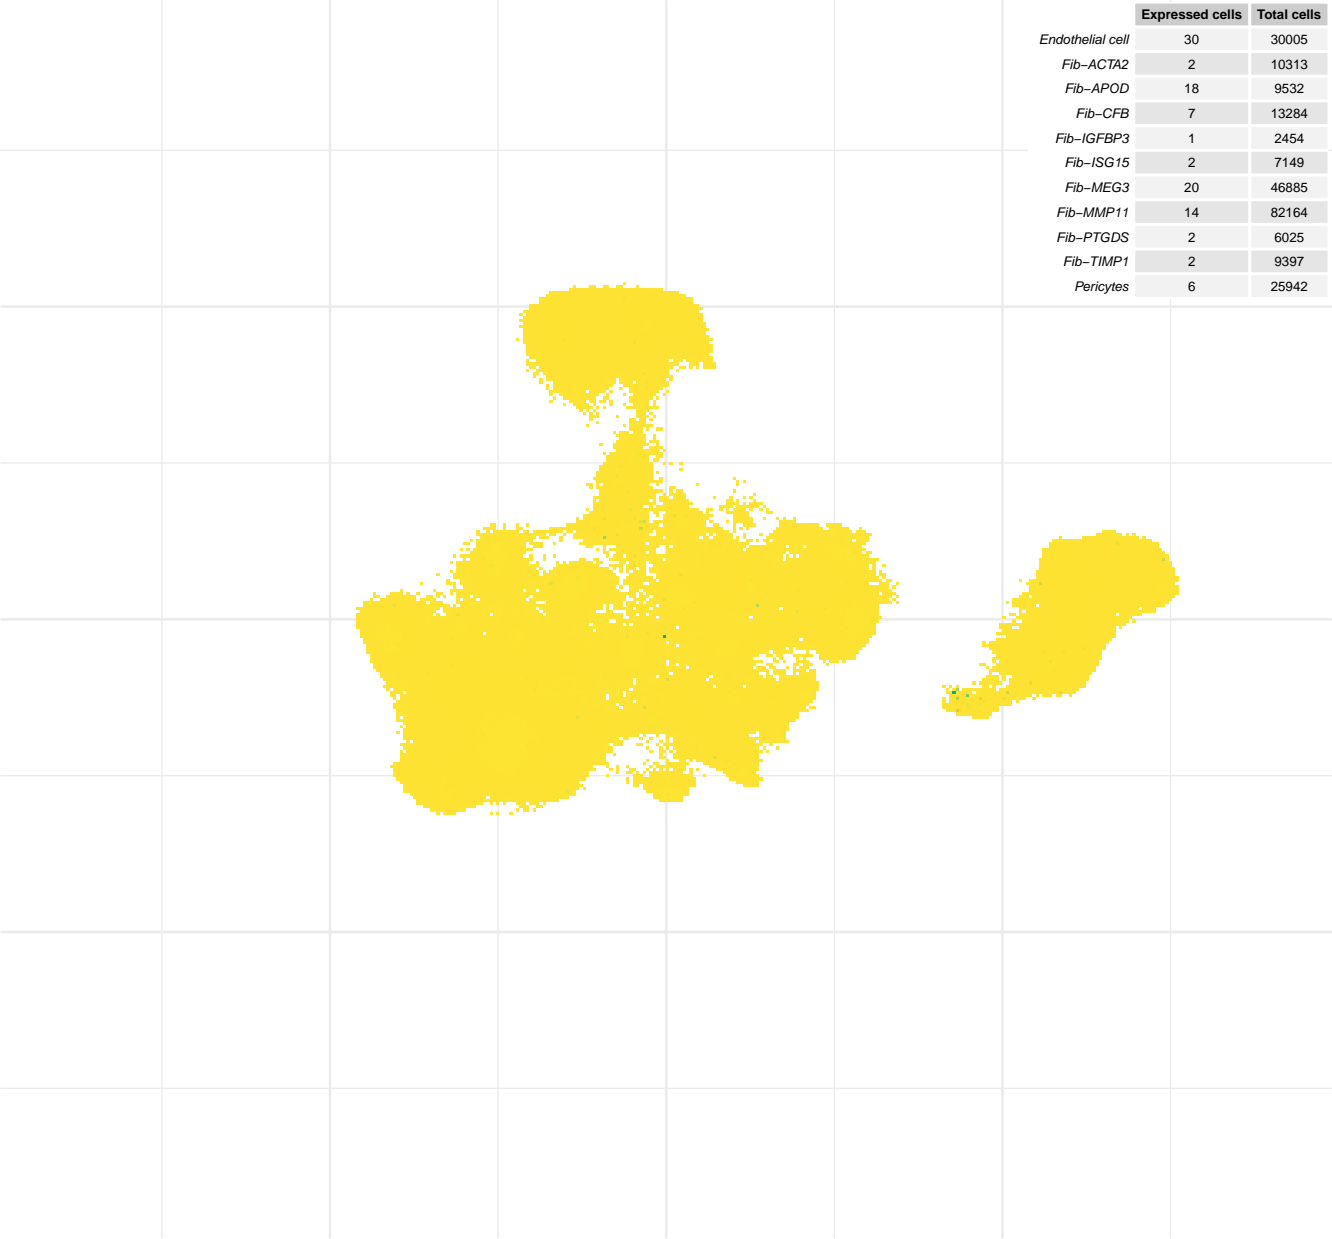 Expressed cells Total cells
Endothelial cell 30 30005
Fib−ACTA2 2 10313
Fib−APOD 18 9532
Fib−CFB 7 13284
Fib−IGFBP3 1 2454
Fib−ISG15 2 7149
Fib−MEG3 20 46885
Fib−MMP11 14 82164
Fib−PTGDS 2 6025
Fib−TIMP1 2 9397
Pericytes 6 25942